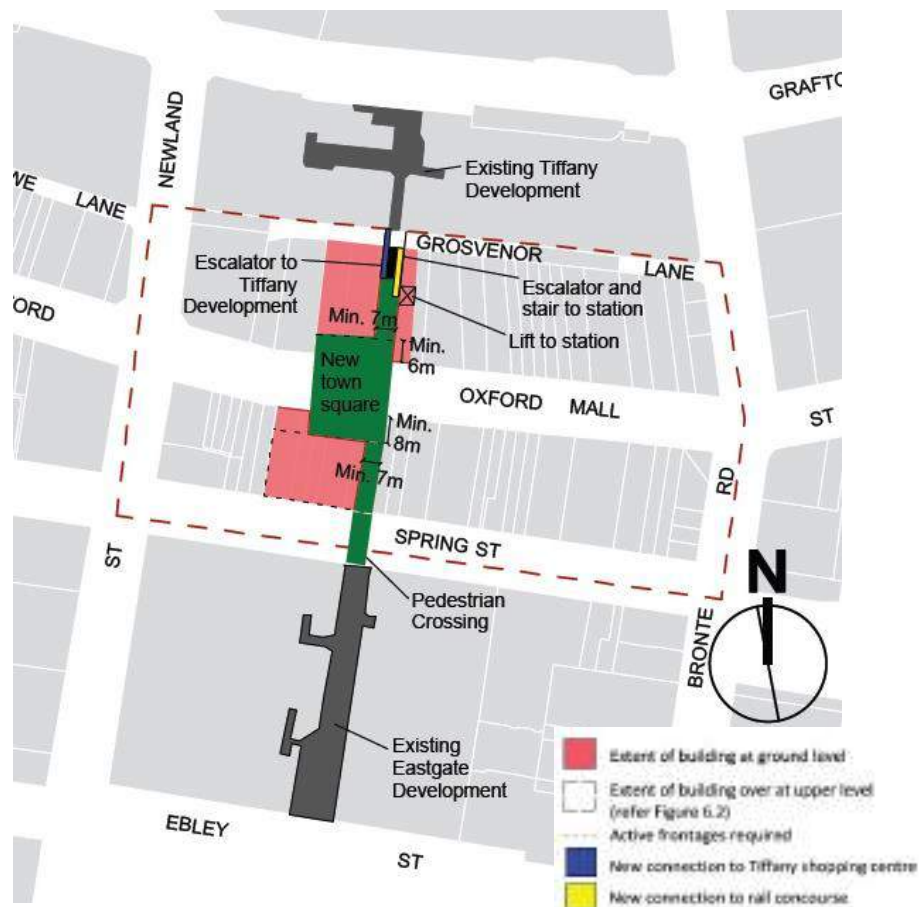 GRAFTO
NEWLAND
Existing Tiffany
Development
WE
LANE
GROSVENOR
LANE
Escalator to
Tiffany
Development
Escalator and
stair to station
Lift to station
ORD
Min. 7m
Min.
6m
New
town
square
OXFORD MALL
ST
Min.
8m
Min. 7m
RD
SPRING ST
ST
N
Pedestrian
Crossing
BRONTE
Existing
Eastgate
Development
EBLEY
ST
Extent of building at ground level
Extent of building over at upper level
(refer Figure 6.2)
Active frontages required
New connection to Tiffany shopping centre
New connection to rail concourse